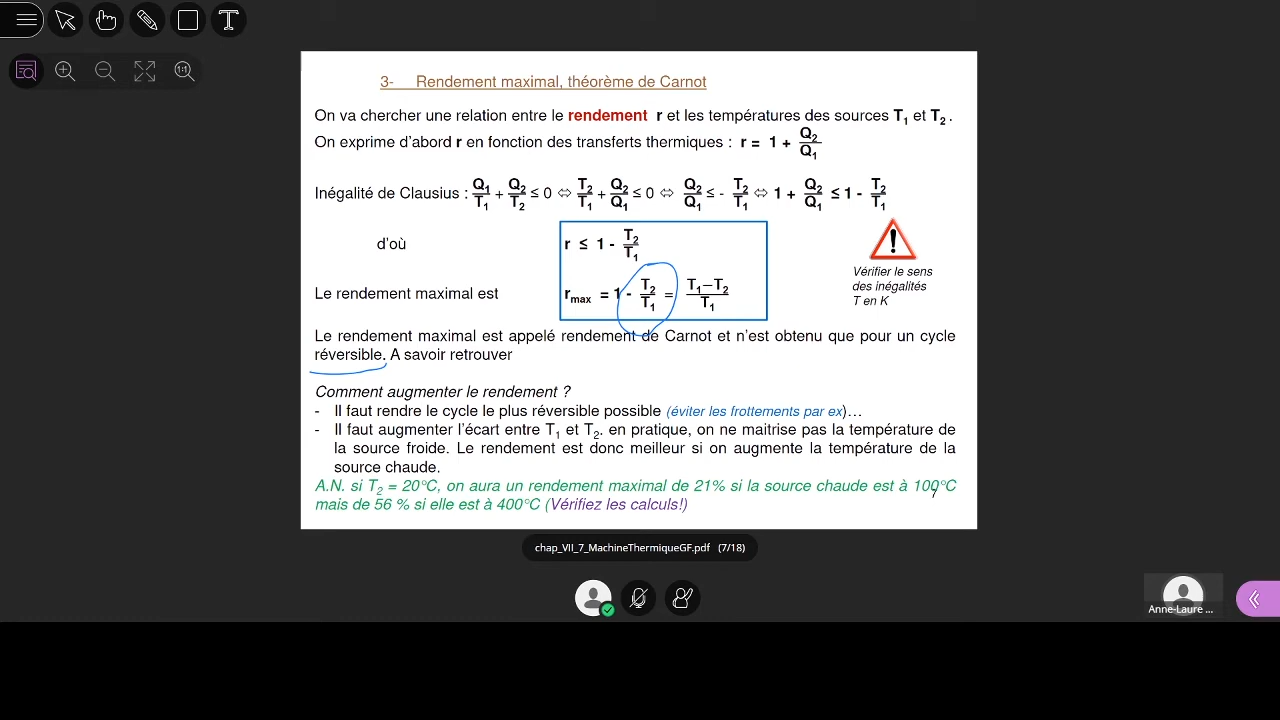 T
1:1
3- Rendement maximal, théorème de Carnot
On va chercher une relation entre le rendement r et les températures des sources T₁ et T₂ .
On exprime d'abord r en fonction des transferts thermiques : r = 1 + Q₂/Q₁
Inégalité de Clausius : Q₁/T₁ + Q₂/T₂ ≤ 0 ⇔ T₂/T₁ + Q₂/Q₁ ≤ 0 ⇔ Q₂/Q₁ ≤ - T₂/T₁ ⇔ 1 + Q₂/Q₁ ≤ 1 - T₂/T₁
d'où r ≤ 1 - T₂/T₁
Vérifier le sens
des inégalités
T en K
Le rendement maximal est rmax = 1 - T₂/T₁ = T₁−T₂/T₁
Le rendement maximal est appelé rendement de Carnot et n'est obtenu que pour un cycle
réversible. A savoir retrouver
Comment augmenter le rendement ?
- Il faut rendre le cycle le plus réversible possible (éviter les frottements par ex)…
- Il faut augmenter l'écart entre T₁ et T₂. en pratique, on ne maitrise pas la température de
la source froide. Le rendement est donc meilleur si on augmente la température de la
source chaude.
A.N. si T₂ = 20°C, on aura un rendement maximal de 21% si la source chaude est à 100°C
mais de 56 % si elle est à 400°C (Vérifiez les calculs!)
7
chap_VII_7_MachineThermiqueGF.pdf (7/18)
Anne-Laure ...